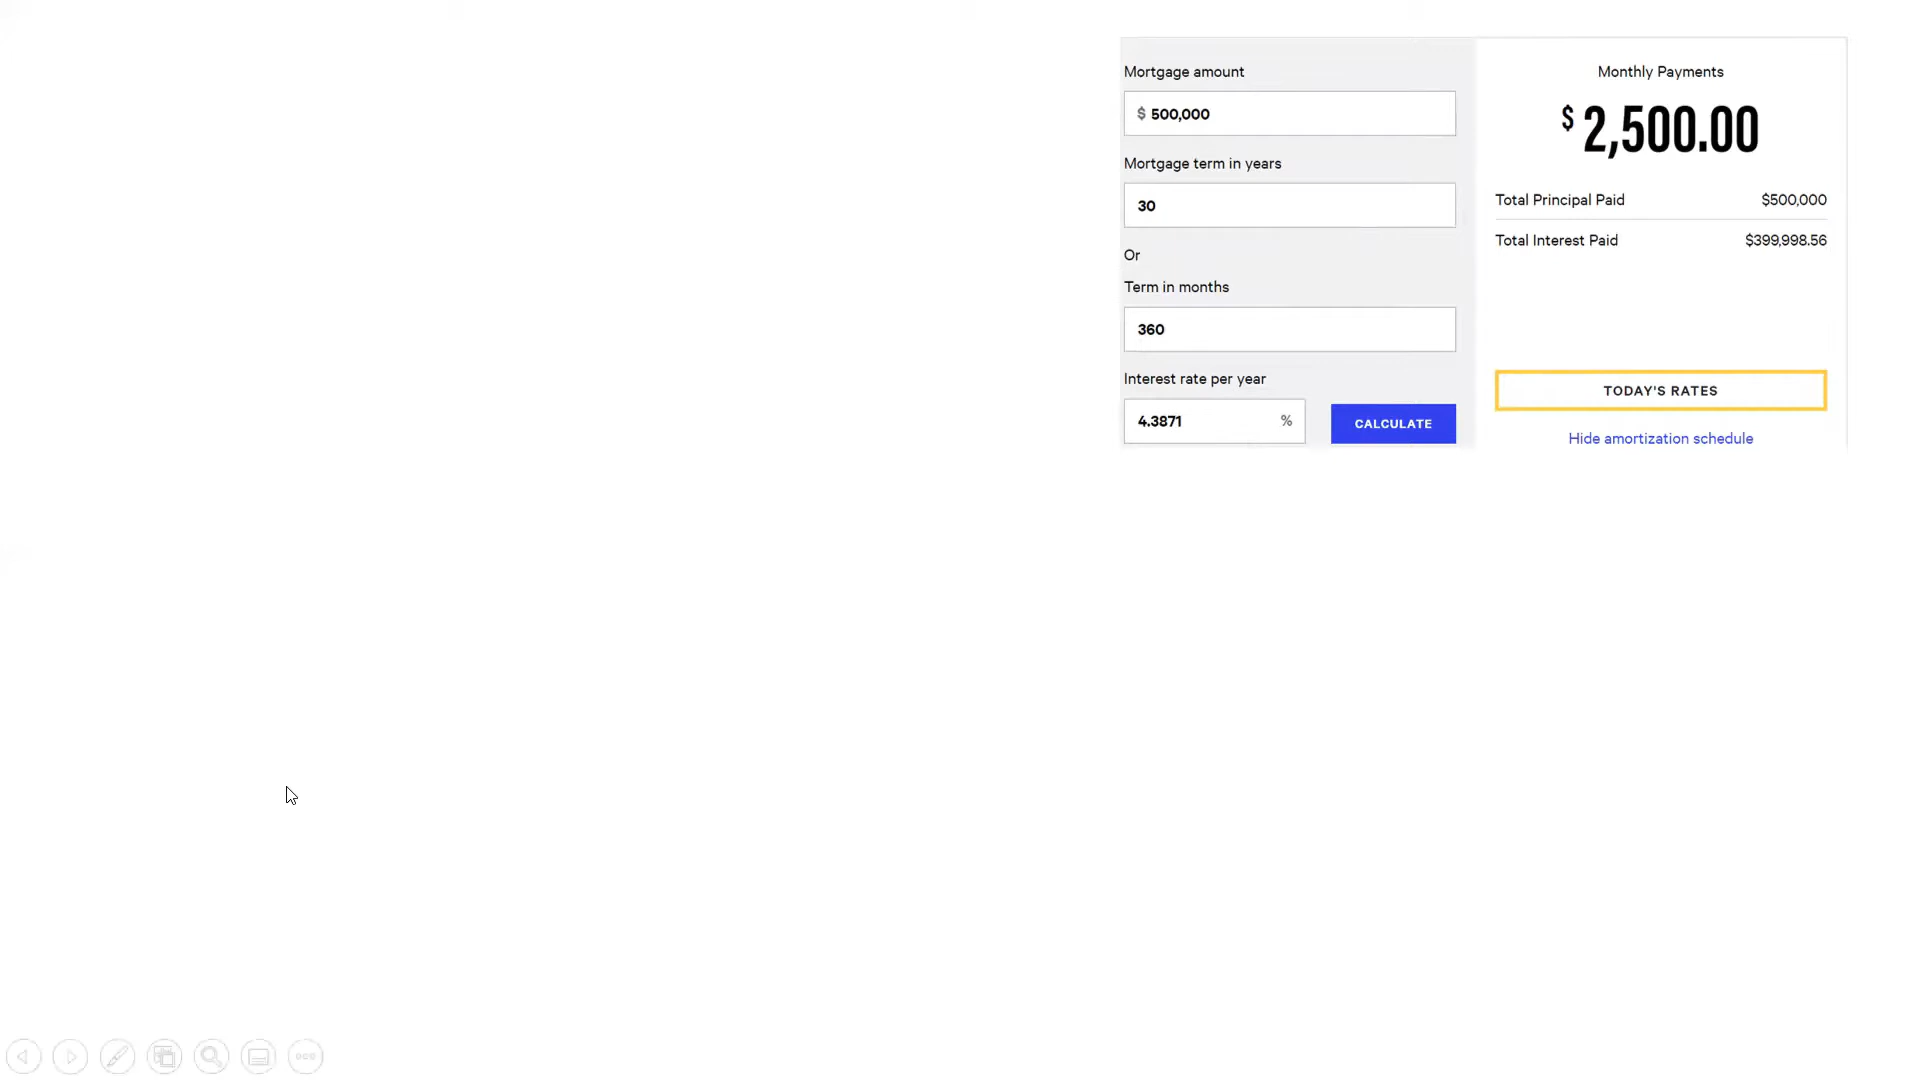 Mortgage amount
$ 500,000
Mortgage term in years
30
Or
Term in months
360
Interest rate per year
4.3871 %
CALCULATE
Monthly Payments
$ 2,500.00
Total Principal Paid $500,000
Total Interest Paid $399,998.56
TODAY'S RATES
Hide amortization schedule